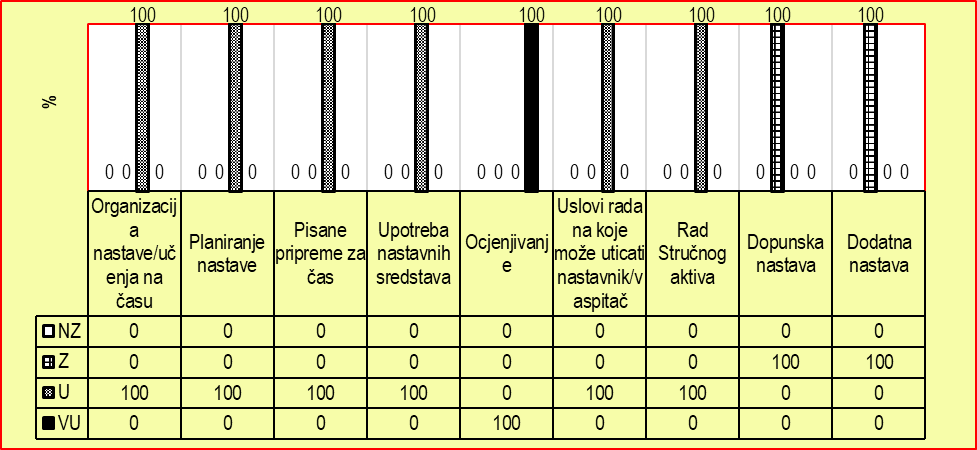 100 100 100 100 100 100 100 100 100
%
0 0 0 0 0 0 0 0 0 0 0 0 0 0 0 0 0 0 0 0 0 0 0 0 0 0 0
Organizacij
a
nastave/uč
enja na
času
Planiranje
nastave
Pisane
pripreme za
čas
Upotreba
nastavnih
sredstava
Ocjenjivanj
e
Uslovi rada
na koje
može uticati
nastavnik/v
aspitač
Rad
Stručnog
aktiva
Dopunska
nastava
Dodatna
nastava
NZ 0 0 0 0 0 0 0 0 0
Z 0 0 0 0 0 0 0 100 100
U 100 100 100 100 0 100 100 0 0
VU 0 0 0 0 100 0 0 0 0